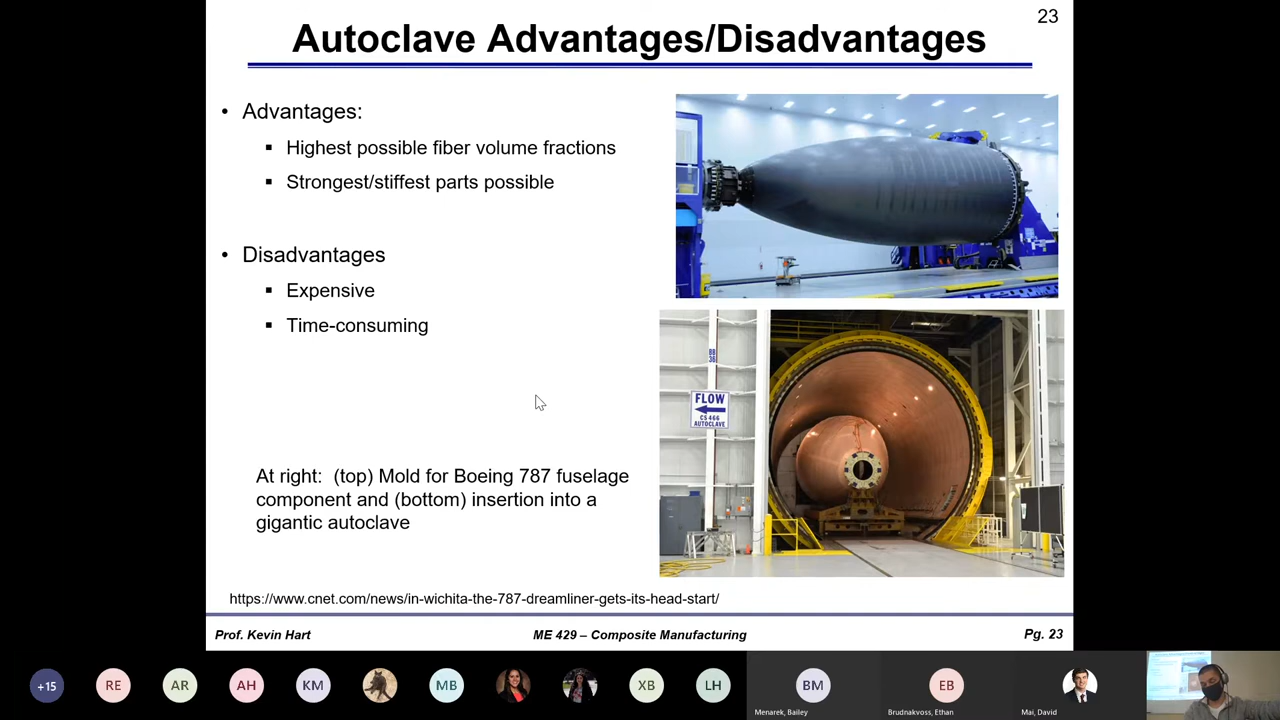 23
Autoclave Advantages/Disadvantages
• Advantages:
▪ Highest possible fiber volume fractions
▪ Strongest/stiffest parts possible
• Disadvantages
▪ Expensive
▪ Time-consuming
FLOW
CS 466
AUTOCLAVE
At right: (top) Mold for Boeing 787 fuselage
component and (bottom) insertion into a
gigantic autoclave
https://www.cnet.com/news/in-wichita-the-787-dreamliner-gets-its-head-start/
Prof. Kevin Hart
ME 429 – Composite Manufacturing
Pg. 23
+15
RE
AR
AH
KM
MB
XB
LH
BM
EB
Menarek, Bailey
Brudnakvoss, Ethan
Mai, David